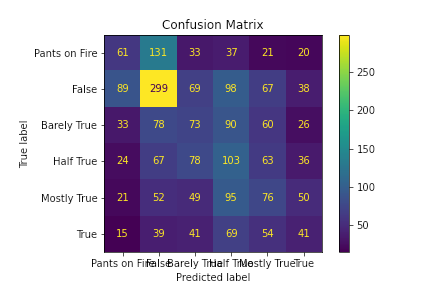 Confusion Matrix
Pants on Fire 61 131 33 37 21 20
False 89 299 69 98 67 38
Barely True 33 78 73 90 60 26
Half True 24 67 78 103 63 36
Mostly True 21 52 49 95 76 50
True 15 39 41 69 54 41
Pants on Fire False Barely True Half True Mostly True True
Predicted label
True label
250
200
150
100
50